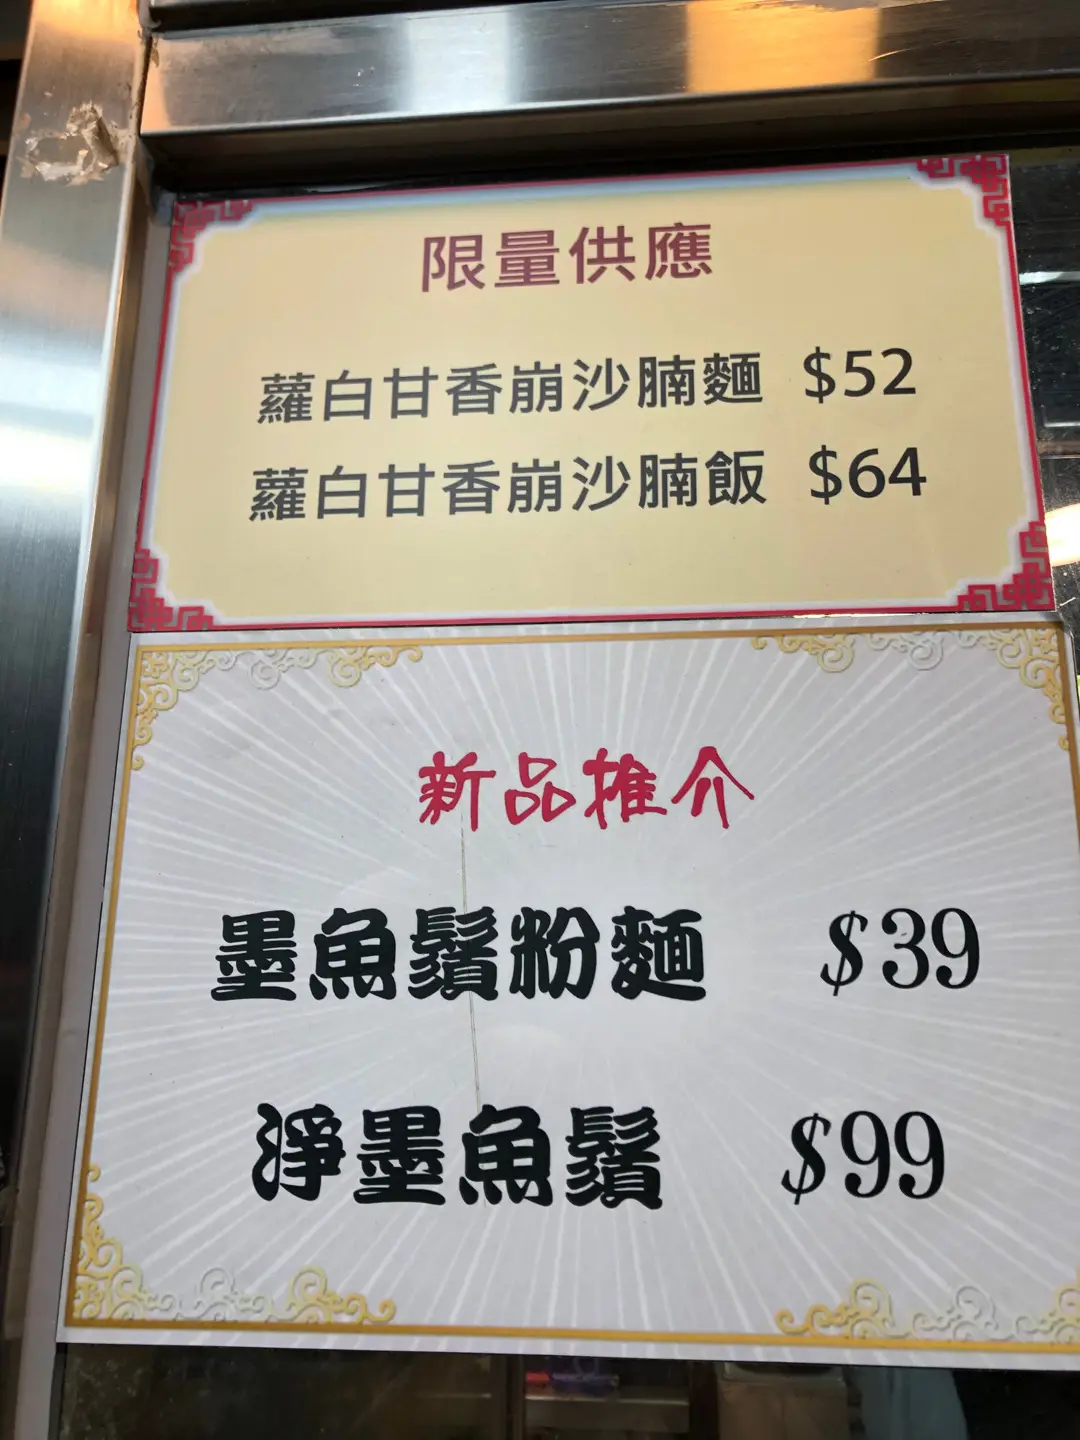 限量供應
蘿白甘香崩沙腩麵 $52
蘿白甘香崩沙腩飯 $64
新品推介
墨魚鬚粉麵 $39
淨墨魚鬚 $99